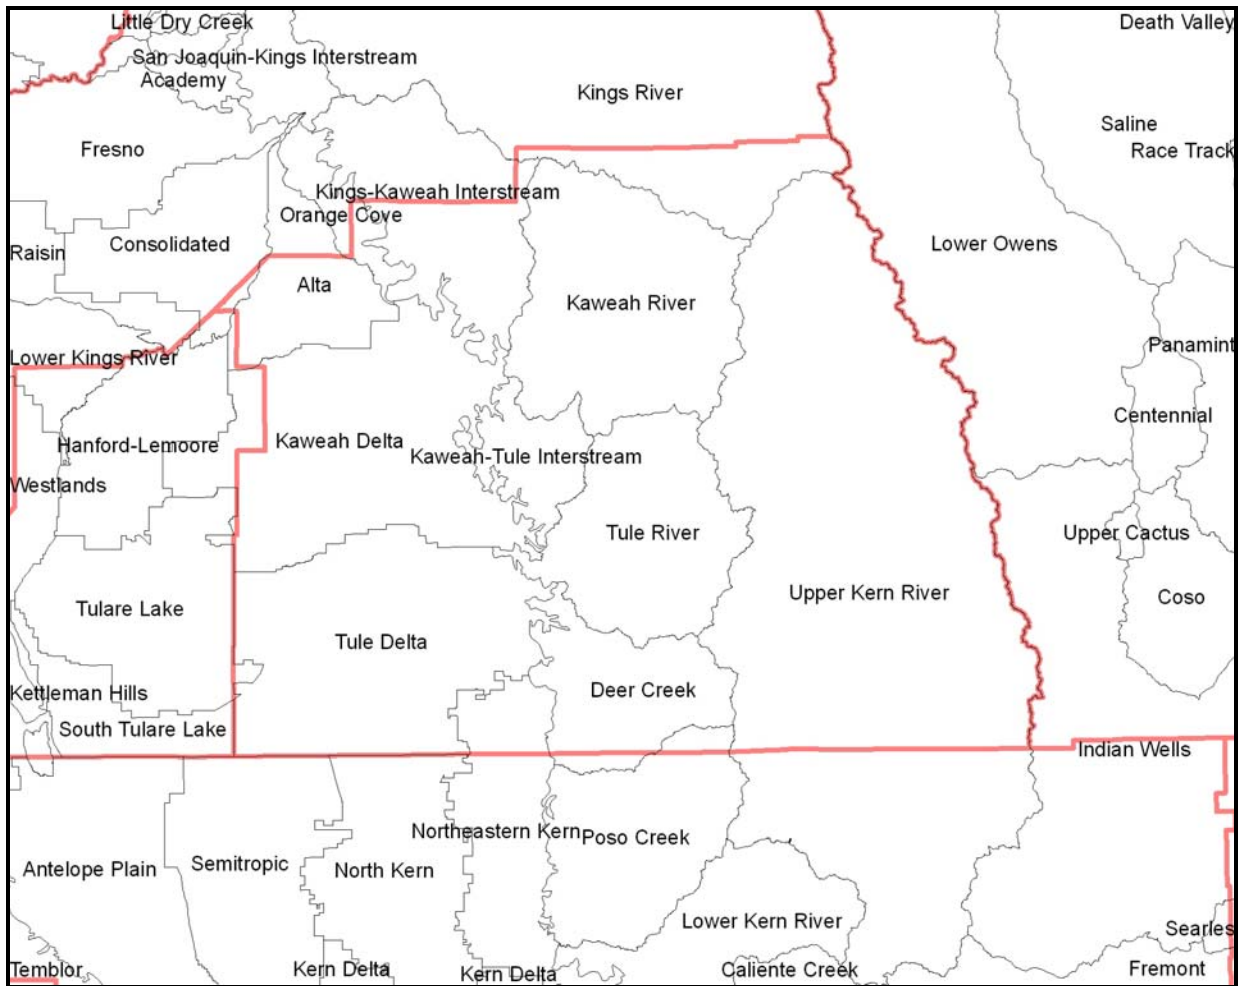 Little Dry Creek
Death Valley
San Joaquin-Kings Interstream
Academy
Kings River
Saline
Fresno
Race Track
Kings-Kaweah Interstream
Orange Cove
Consolidated
Lower Owens
Raisin
Alta
Kaweah River
Panamint
Lower Kings River
Centennial
Hanford-Lemoore
Kaweah Delta
Kaweah-Tule Interstream
Westlands
Tule River
Upper Cactus
Upper Kern River
Coso
Tulare Lake
Tule Delta
Kettleman Hills
Deer Creek
South Tulare Lake
Indian Wells
Northeastern Kern
Poso Creek
Antelope Plain
Semitropic
North Kern
Lower Kern River
Searles
Temblor
Kern Delta
Kern Delta
Caliente Creek
Fremont